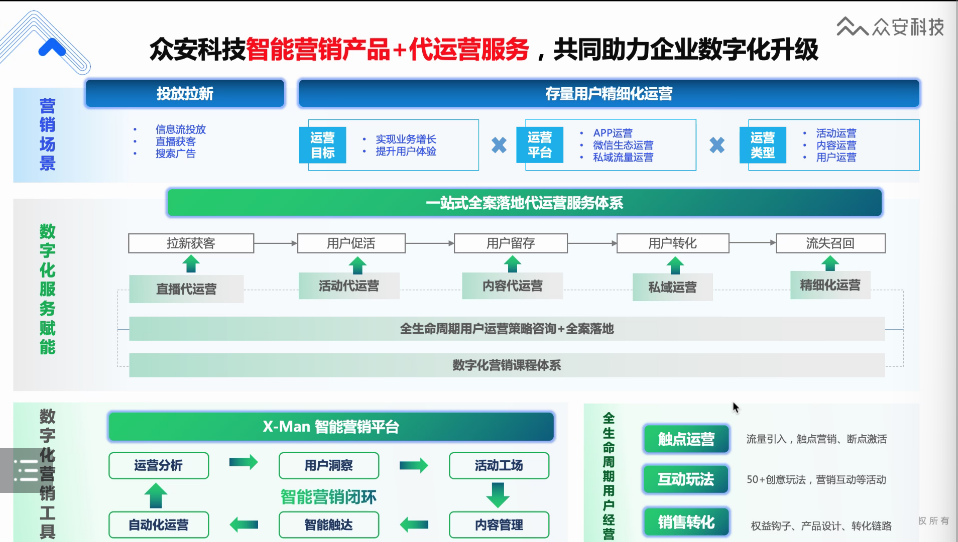 众安科技
众安科技智能营销产品+代运营服务，共同助力企业数字化升级
营销场景
投放拉新
存量用户精细化运营
• 信息流投放
• 直播获客
• 搜索广告
运营目标
• 实现业务增长
• 提升用户体验
运营平台
• APP运营
• 微信生态运营
• 私域流量运营
运营类型
• 活动运营
• 内容运营
• 用户运营
数字化服务赋能
一站式全案落地代运营服务体系
拉新获客
用户促活
用户留存
用户转化
流失召回
直播代运营
活动代运营
内容代运营
私域运营
精细化运营
全生命周期用户运营策略咨询+全案落地
数字化营销课程体系
数字化营销工具
X-Man 智能营销平台
运营分析
用户洞察
活动工场
智能营销闭环
自动化运营
智能触达
内容管理
全生命周期用户经营
触点运营
流量引入，触点营销、断点激活
互动玩法
50+创意玩法，营销互动等活动
销售转化
权益钩子、产品设计、转化链路
权所有